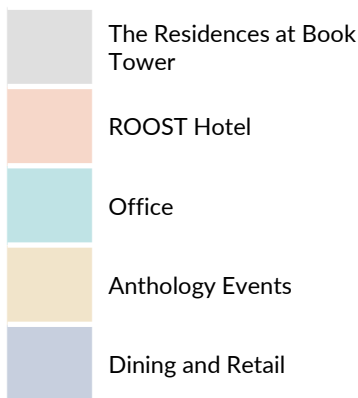 The Residences at Book
Tower
ROOST Hotel
Office
Anthology Events
Dining and Retail